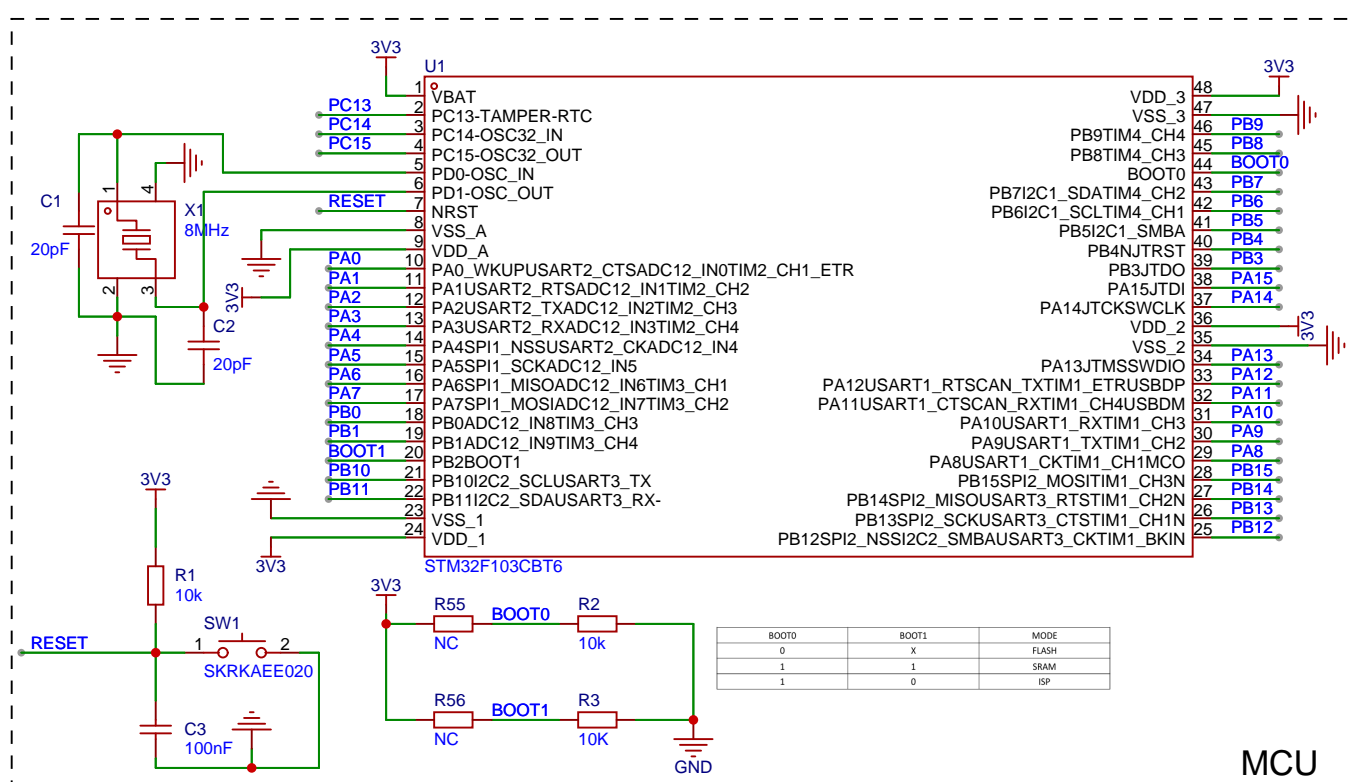 3V3
U1
3V3
1
VBAT
PC13
2
PC13-TAMPER-RTC
PC14
3
PC14-OSC32_IN
PC15
4
PC15-OSC32_OUT
5
PD0-OSC_IN
6
PD1-OSC_OUT
RESET
7
NRST
8
VSS_A
9
VDD_A
PA0
10
PA0_WKUPUSART2_CTSADC12_IN0TIM2_CH1_ETR
PA1
11
PA1USART2_RTSADC12_IN1TIM2_CH2
PA2
12
PA2USART2_TXADC12_IN2TIM2_CH3
PA3
13
PA3USART2_RXADC12_IN3TIM2_CH4
PA4
14
PA4SPI1_NSSUSART2_CKADC12_IN4
PA5
15
PA5SPI1_SCKADC12_IN5
PA6
16
PA6SPI1_MISOADC12_IN6TIM3_CH1
PA7
17
PA7SPI1_MOSIADC12_IN7TIM3_CH2
PB0
18
PB0ADC12_IN8TIM3_CH3
PB1
19
PB1ADC12_IN9TIM3_CH4
BOOT1
20
PB2BOOT1
PB10
21
PB10I2C2_SCLUSART3_TX
PB11
22
PB11I2C2_SDAUSART3_RX-
23
VSS_1
24
VDD_1
48
VDD_3
47
VSS_3
46
PB9
PB9TIM4_CH4
45
PB8
PB8TIM4_CH3
44
BOOT0
BOOT0
43
PB7
PB7I2C1_SDATIM4_CH2
42
PB6
PB6I2C1_SCLTIM4_CH1
41
PB5
PB5I2C1_SMBA
40
PB4
PB4NJTRST
39
PB3
PB3JTDO
38
PA15
PA15JTDI
37
PA14
PA14JTCKSWCLK
36
VDD_2
3V3
35
VSS_2
34
PA13
PA13JTMSSWDIO
33
PA12
PA12USART1_RTSCAN_TXTIM1_ETRUSBDP
32
PA11
PA11USART1_CTSCAN_RXTIM1_CH4USBDM
31
PA10
PA10USART1_RXTIM1_CH3
30
PA9
PA9USART1_TXTIM1_CH2
29
PA8
PA8USART1_CKTIM1_CH1MCO
28
PB15
PB15SPI2_MOSITIM1_CH3N
27
PB14
PB14SPI2_MISOUSART3_RTSTIM1_CH2N
26
PB13
PB13SPI2_SCKUSART3_CTSTIM1_CH1N
25
PB12
PB12SPI2_NSSI2C2_SMBAUSART3_CKTIM1_BKIN
STM32F103CBT6
C1
20pF
1
4
X1
8MHz
2
3
3V3
C2
20pF
3V3
3V3
R1
10k
RESET
SW1
1
2
SKRKAEE020
C3
100nF
3V3
R55
BOOT0
R2
NC
10k
R56
BOOT1
R3
NC
10K
GND
BOOT0 BOOT1 MODE
0 X FLASH
1 1 SRAM
1 0 ISP
MCU